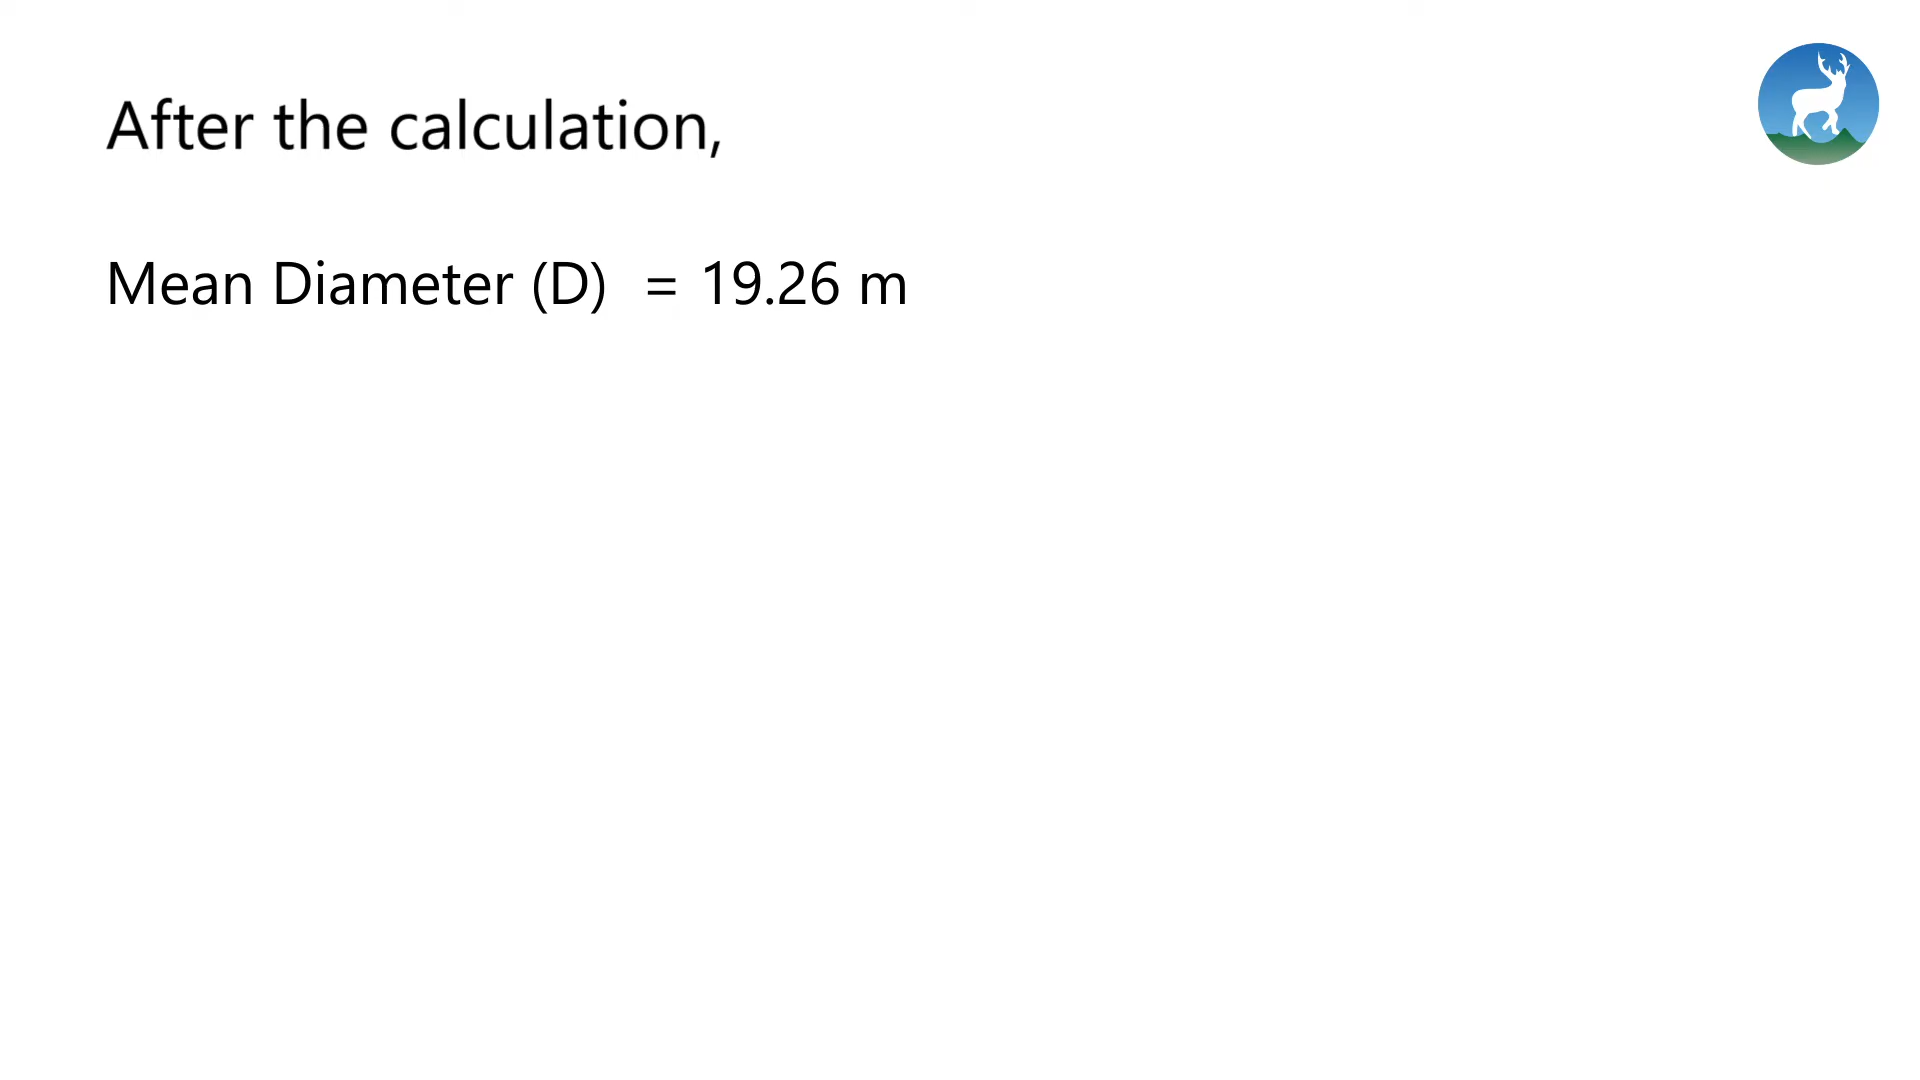 After the calculation,
Mean Diameter (D) = 19.26 m